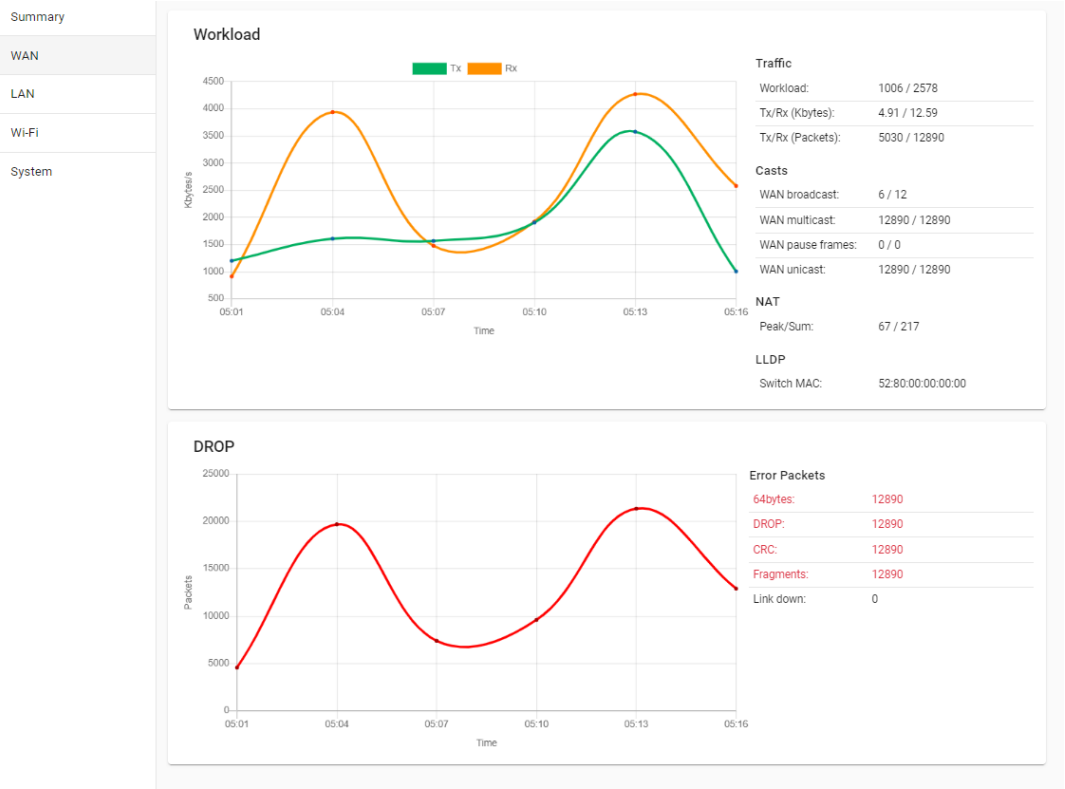 Summary
WAN
LAN
Wi-Fi
System
Workload
Tx Rx
4500
4000
3500
3000
2500
2000
1500
1000
500
Kbytes/s
05:01 05:04 05:07 05:10 05:13 05:16
Time
Traffic
Workload: 1006 / 2578
Tx/Rx (Kbytes): 4.91 / 12.59
Tx/Rx (Packets): 5030 / 12890
Casts
WAN broadcast: 6 / 12
WAN multicast: 12890 / 12890
WAN pause frames: 0 / 0
WAN unicast: 12890 / 12890
NAT
Peak/Sum: 67 / 217
LLDP
Switch MAC: 52:80:00:00:00:00
DROP
25000
20000
15000
10000
5000
0
Packets
05:01 05:04 05:07 05:10 05:13 05:16
Time
Error Packets
64bytes: 12890
DROP: 12890
CRC: 12890
Fragments: 12890
Link down: 0